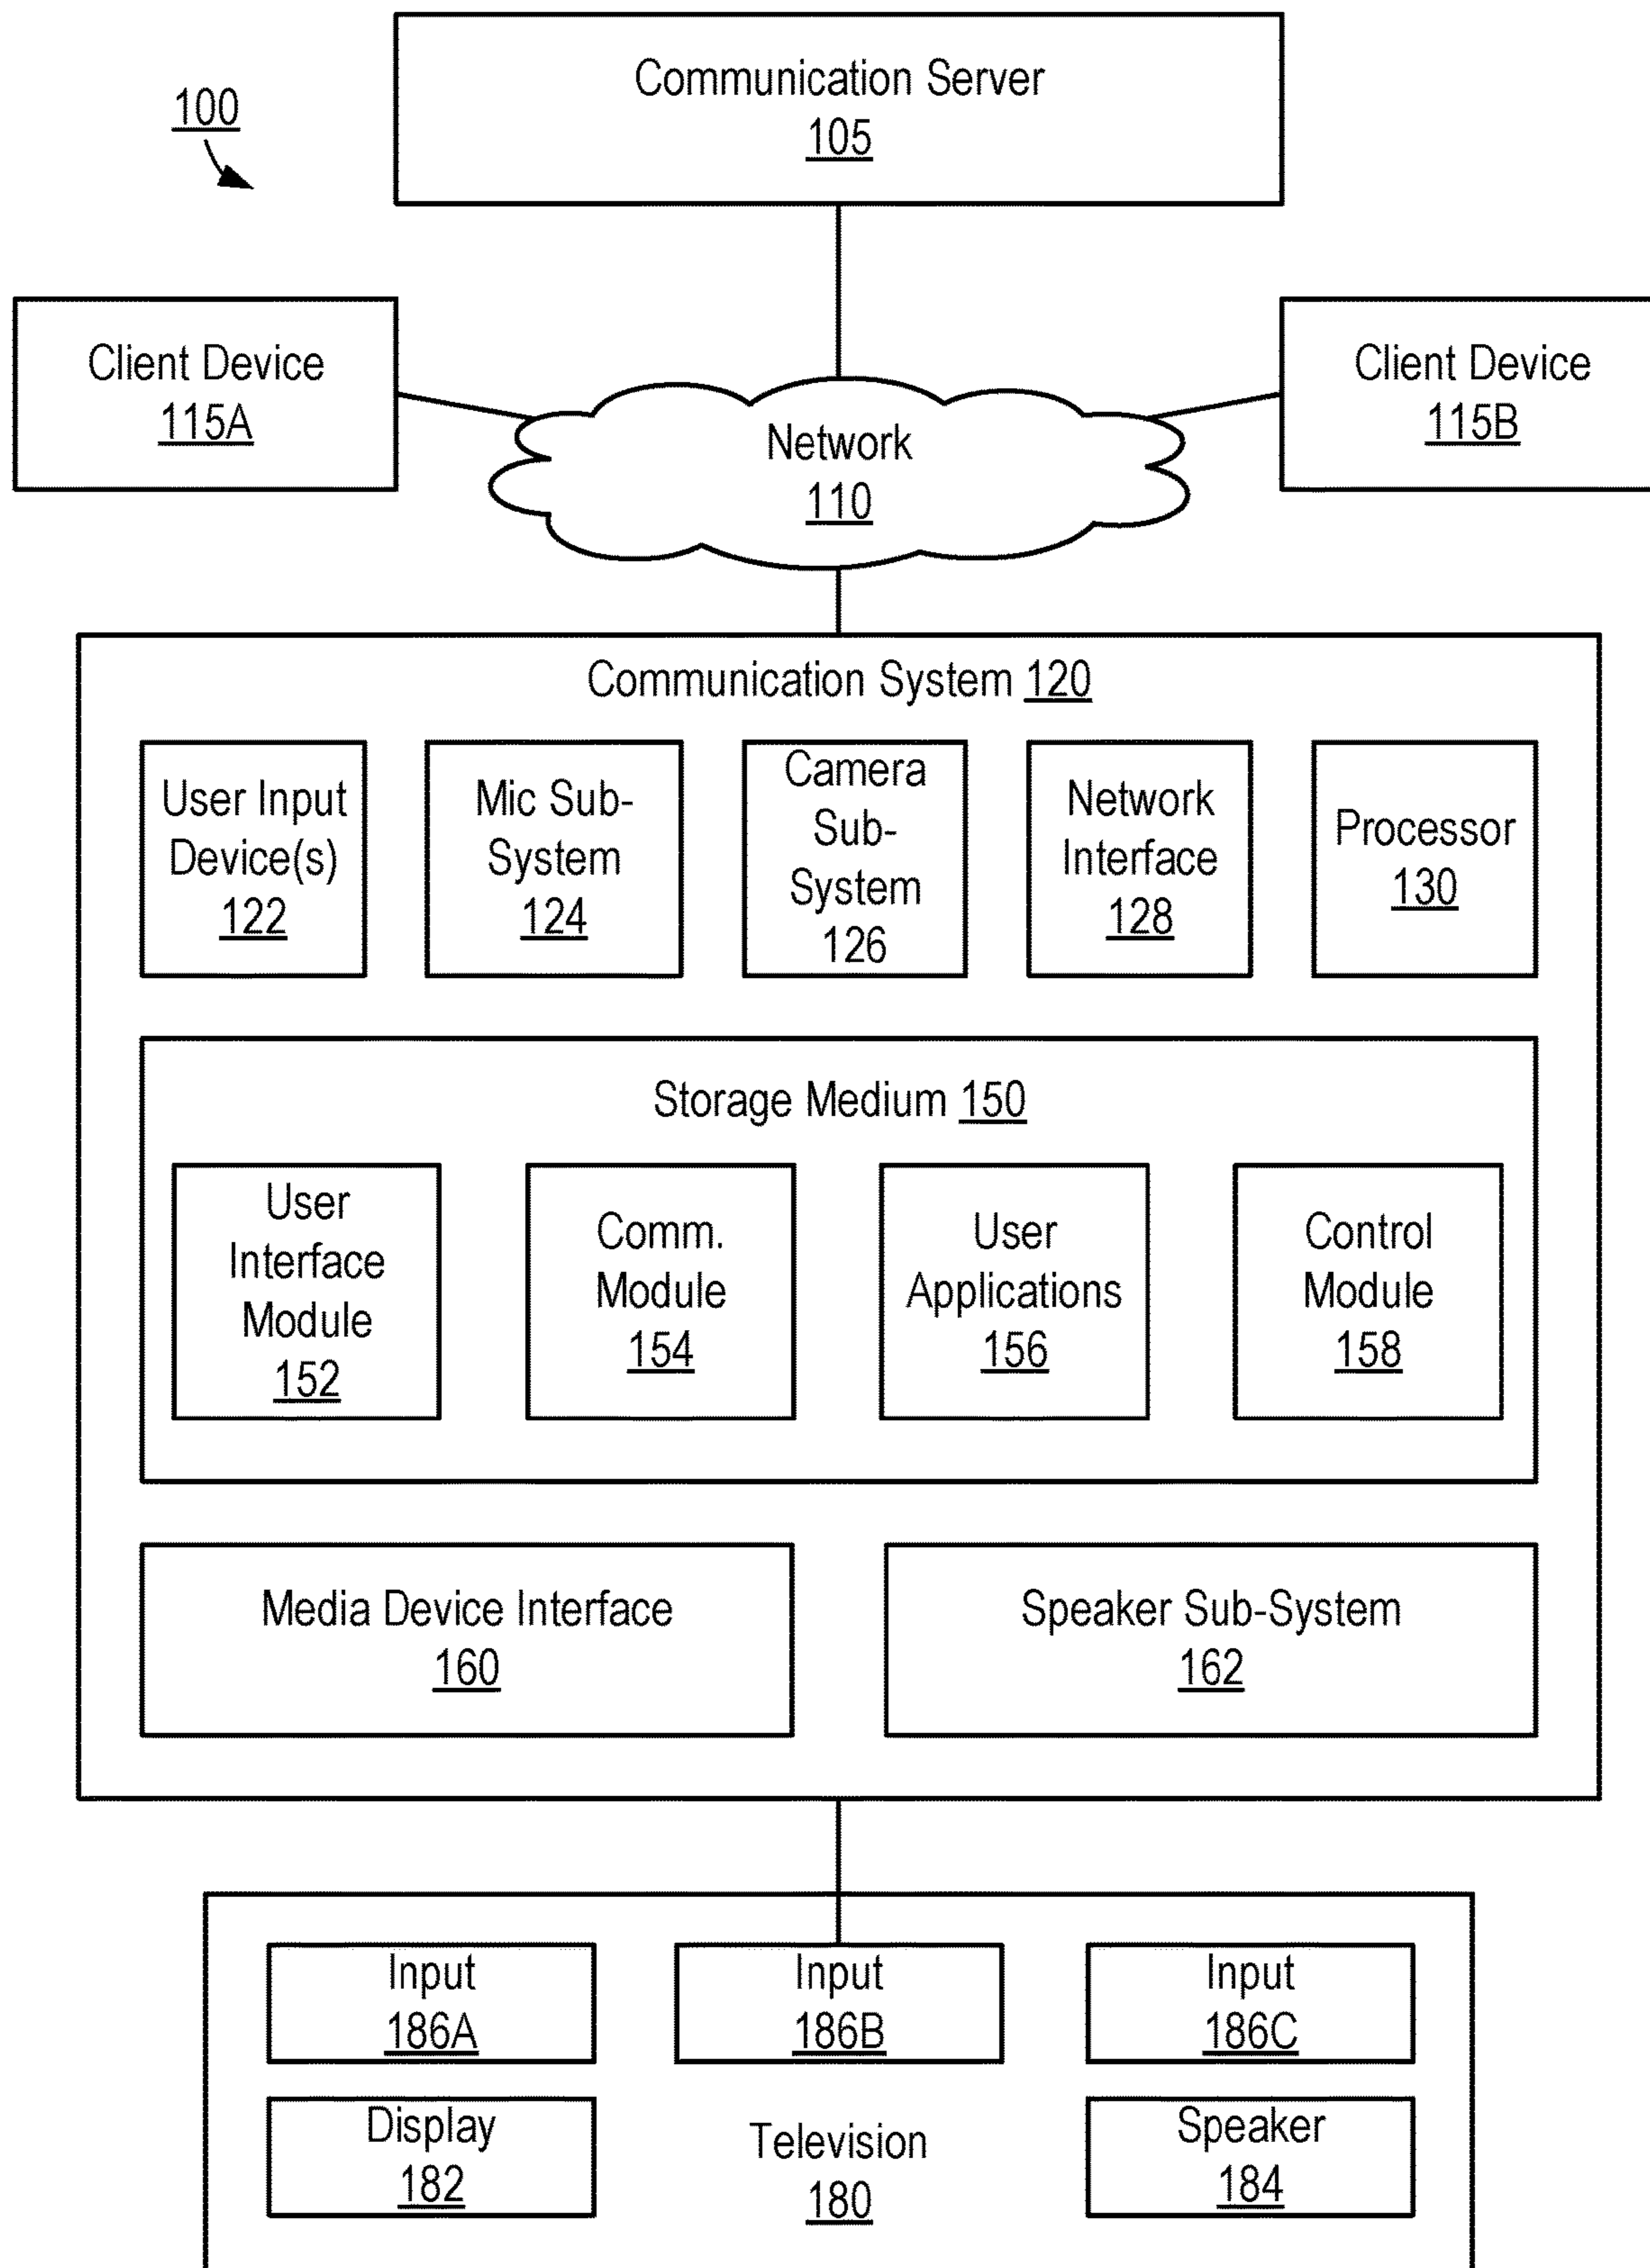 100
Communication Server
105
Client Device
115A
Network
110
Client Device
115B
Communication System 120
User Input
Device(s)
122
Mic Sub-
System
124
Camera
Sub-
System
126
Network
Interface
128
Processor
130
Storage Medium 150
User
Interface
Module
152
Comm.
Module
154
User
Applications
156
Control
Module
158
Media Device Interface
160
Speaker Sub-System
162
Input
186A
Input
186B
Input
186C
Display
182
Television
180
Speaker
184